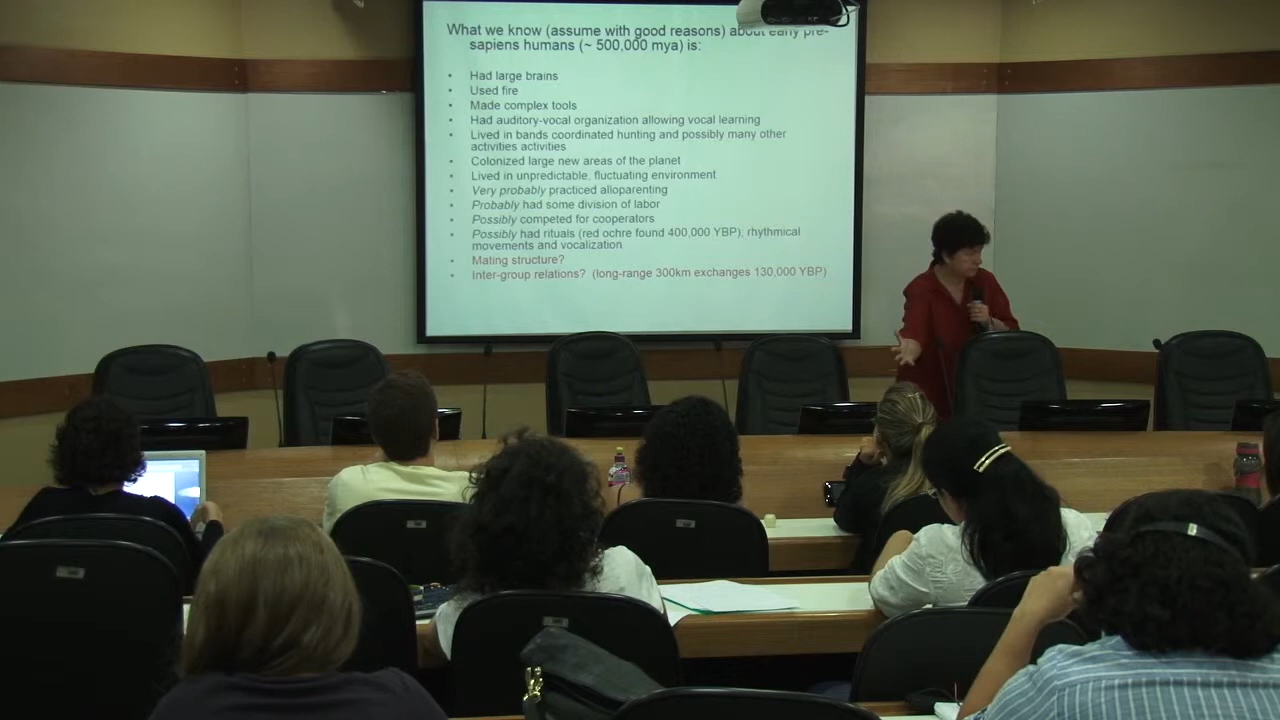 What we know (assume with good reasons) about early pre-
sapiens humans (~ 500,000 mya) is:
• Had large brains
• Used fire
• Made complex tools
• Had auditory-vocal organization allowing vocal learning
• Lived in bands coordinated hunting and possibly many other
activities activities
• Colonized large new areas of the planet
• Lived in unpredictable, fluctuating environment
• Very probably practiced alloparenting
• Probably had some division of labor
• Possibly competed for cooperators
• Possibly had rituals (red ochre found 400,000 YBP); rhythmical
movements and vocalization
• Mating structure?
• Inter-group relations? (long-range 300km exchanges 130,000 YBP)